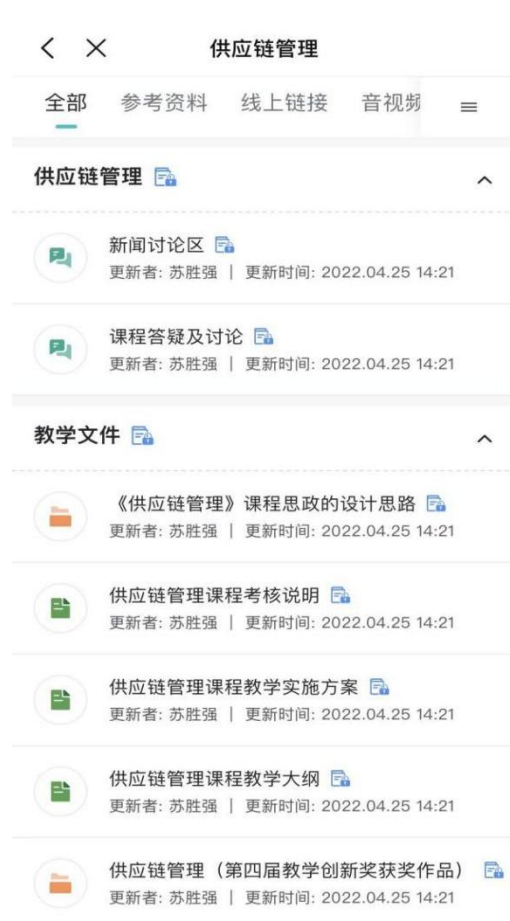 供应链管理
全部 参考资料 线上链接 音视频
供应链管理
新闻讨论区
更新者: 苏胜强 | 更新时间: 2022.04.25 14:21
课程答疑及讨论
更新者: 苏胜强 | 更新时间: 2022.04.25 14:21
教学文件
《供应链管理》课程思政的设计思路
更新者: 苏胜强 | 更新时间: 2022.04.25 14:21
供应链管理课程考核说明
更新者: 苏胜强 | 更新时间: 2022.04.25 14:21
供应链管理课程教学实施方案
更新者: 苏胜强 | 更新时间: 2022.04.25 14:21
供应链管理课程教学大纲
更新者: 苏胜强 | 更新时间: 2022.04.25 14:21
供应链管理（第四届教学创新奖获奖作品）
更新者: 苏胜强 | 更新时间: 2022.04.25 14:21